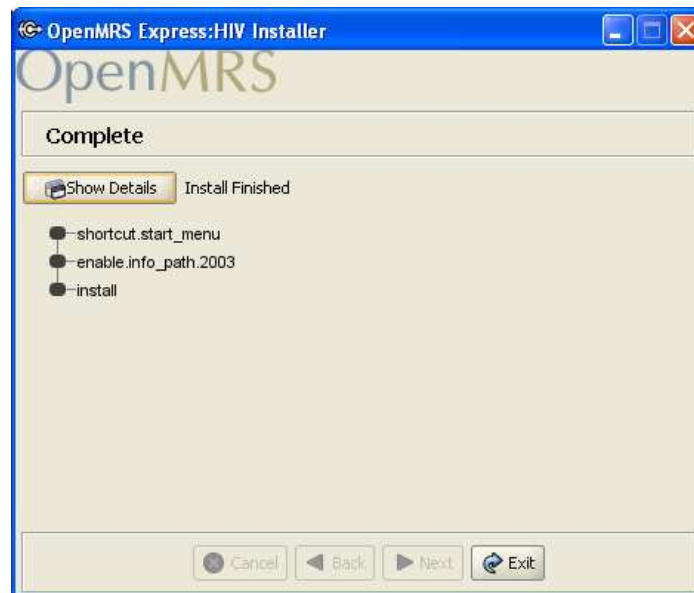 OpenMRS Express:HIV Installer
OpenMRS
Complete
Show Details Install Finished
shortcut.start_menu
enable.info_path.2003
install
Cancel Back Next Exit